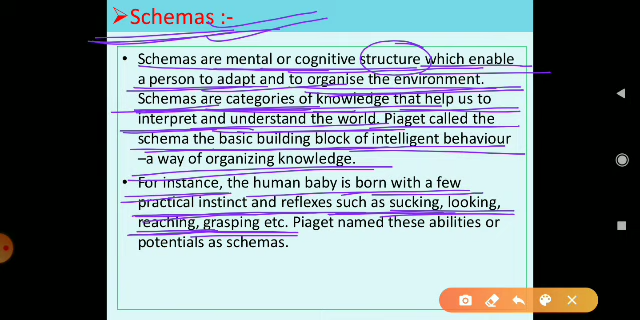 ➢Schemas :-
• Schemas are mental or cognitive structure which enable
a person to adapt and to organise the environment.
Schemas are categories of knowledge that help us to
interpret and understand the world. Piaget called the
schema the basic building block of intelligent behaviour
–a way of organizing knowledge.
• For instance, the human baby is born with a few
practical instinct and reflexes such as sucking, looking,
reaching, grasping etc. Piaget named these abilities or
potentials as schemas.